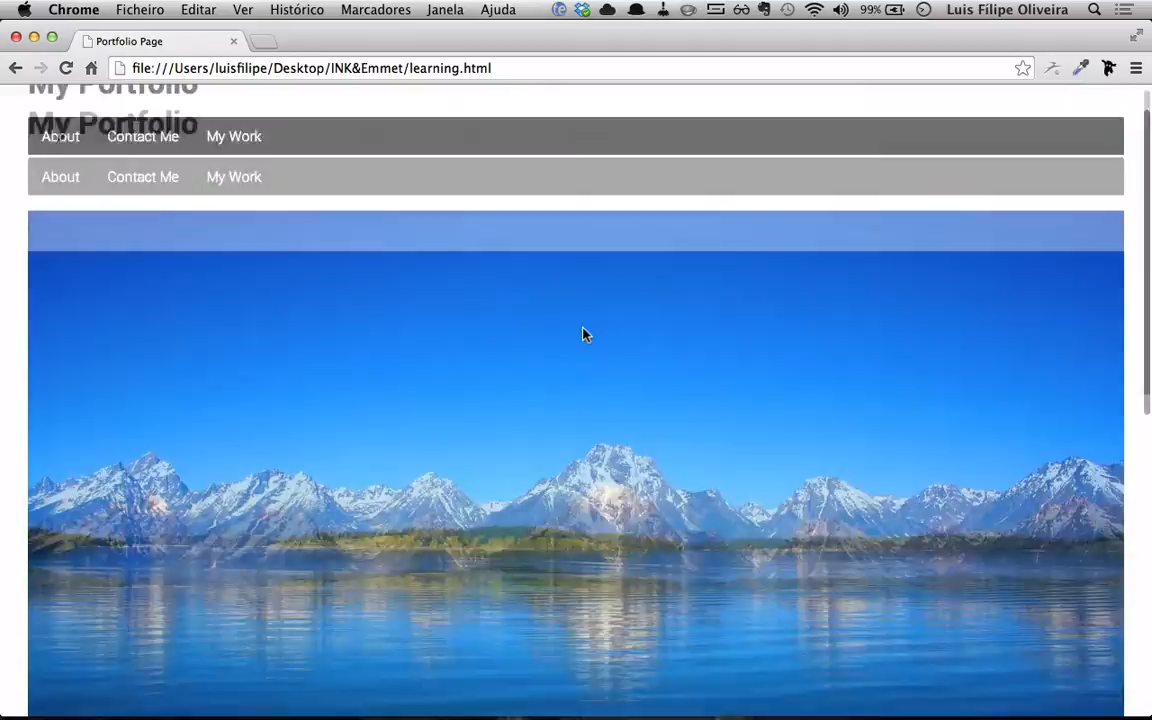 Chrome Ficheiro Editar Ver Histórico Marcadores Janela Ajuda 99% Luis Filipe Oliveira
Portfolio Page
file:///Users/luisfilipe/Desktop/INK&Emmet/learning.html
My Portfolio
My Portfolio
About Contact Me My Work
About Contact Me My Work